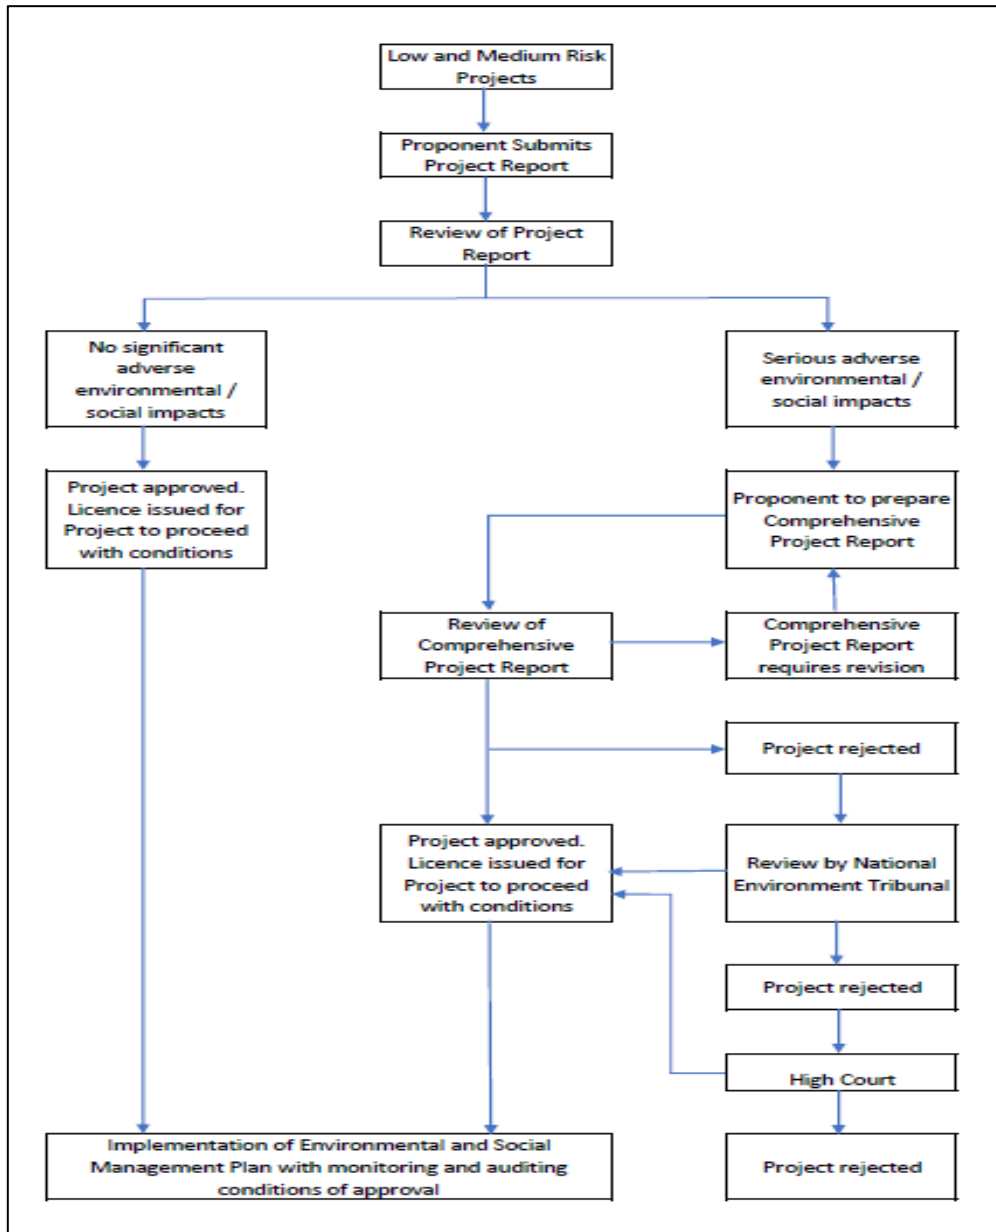 Low and Medium Risk
Projects
Proponent Submits
Project Report
Review of Project
Report
No significant
adverse
environmental /
social impacts
Serious adverse
environmental /
social impacts
Project approved.
Licence issued for
Project to proceed
with conditions
Proponent to prepare
Comprehensive
Project Report
Review of
Comprehensive
Project Report
Comprehensive
Project Report
requires revision
Project rejected
Project approved.
Licence issued for
Project to proceed
with conditions
Review by National
Environment Tribunal
Project rejected
High Court
Implementation of Environmental and Social
Management Plan with monitoring and auditing
conditions of approval
Project rejected